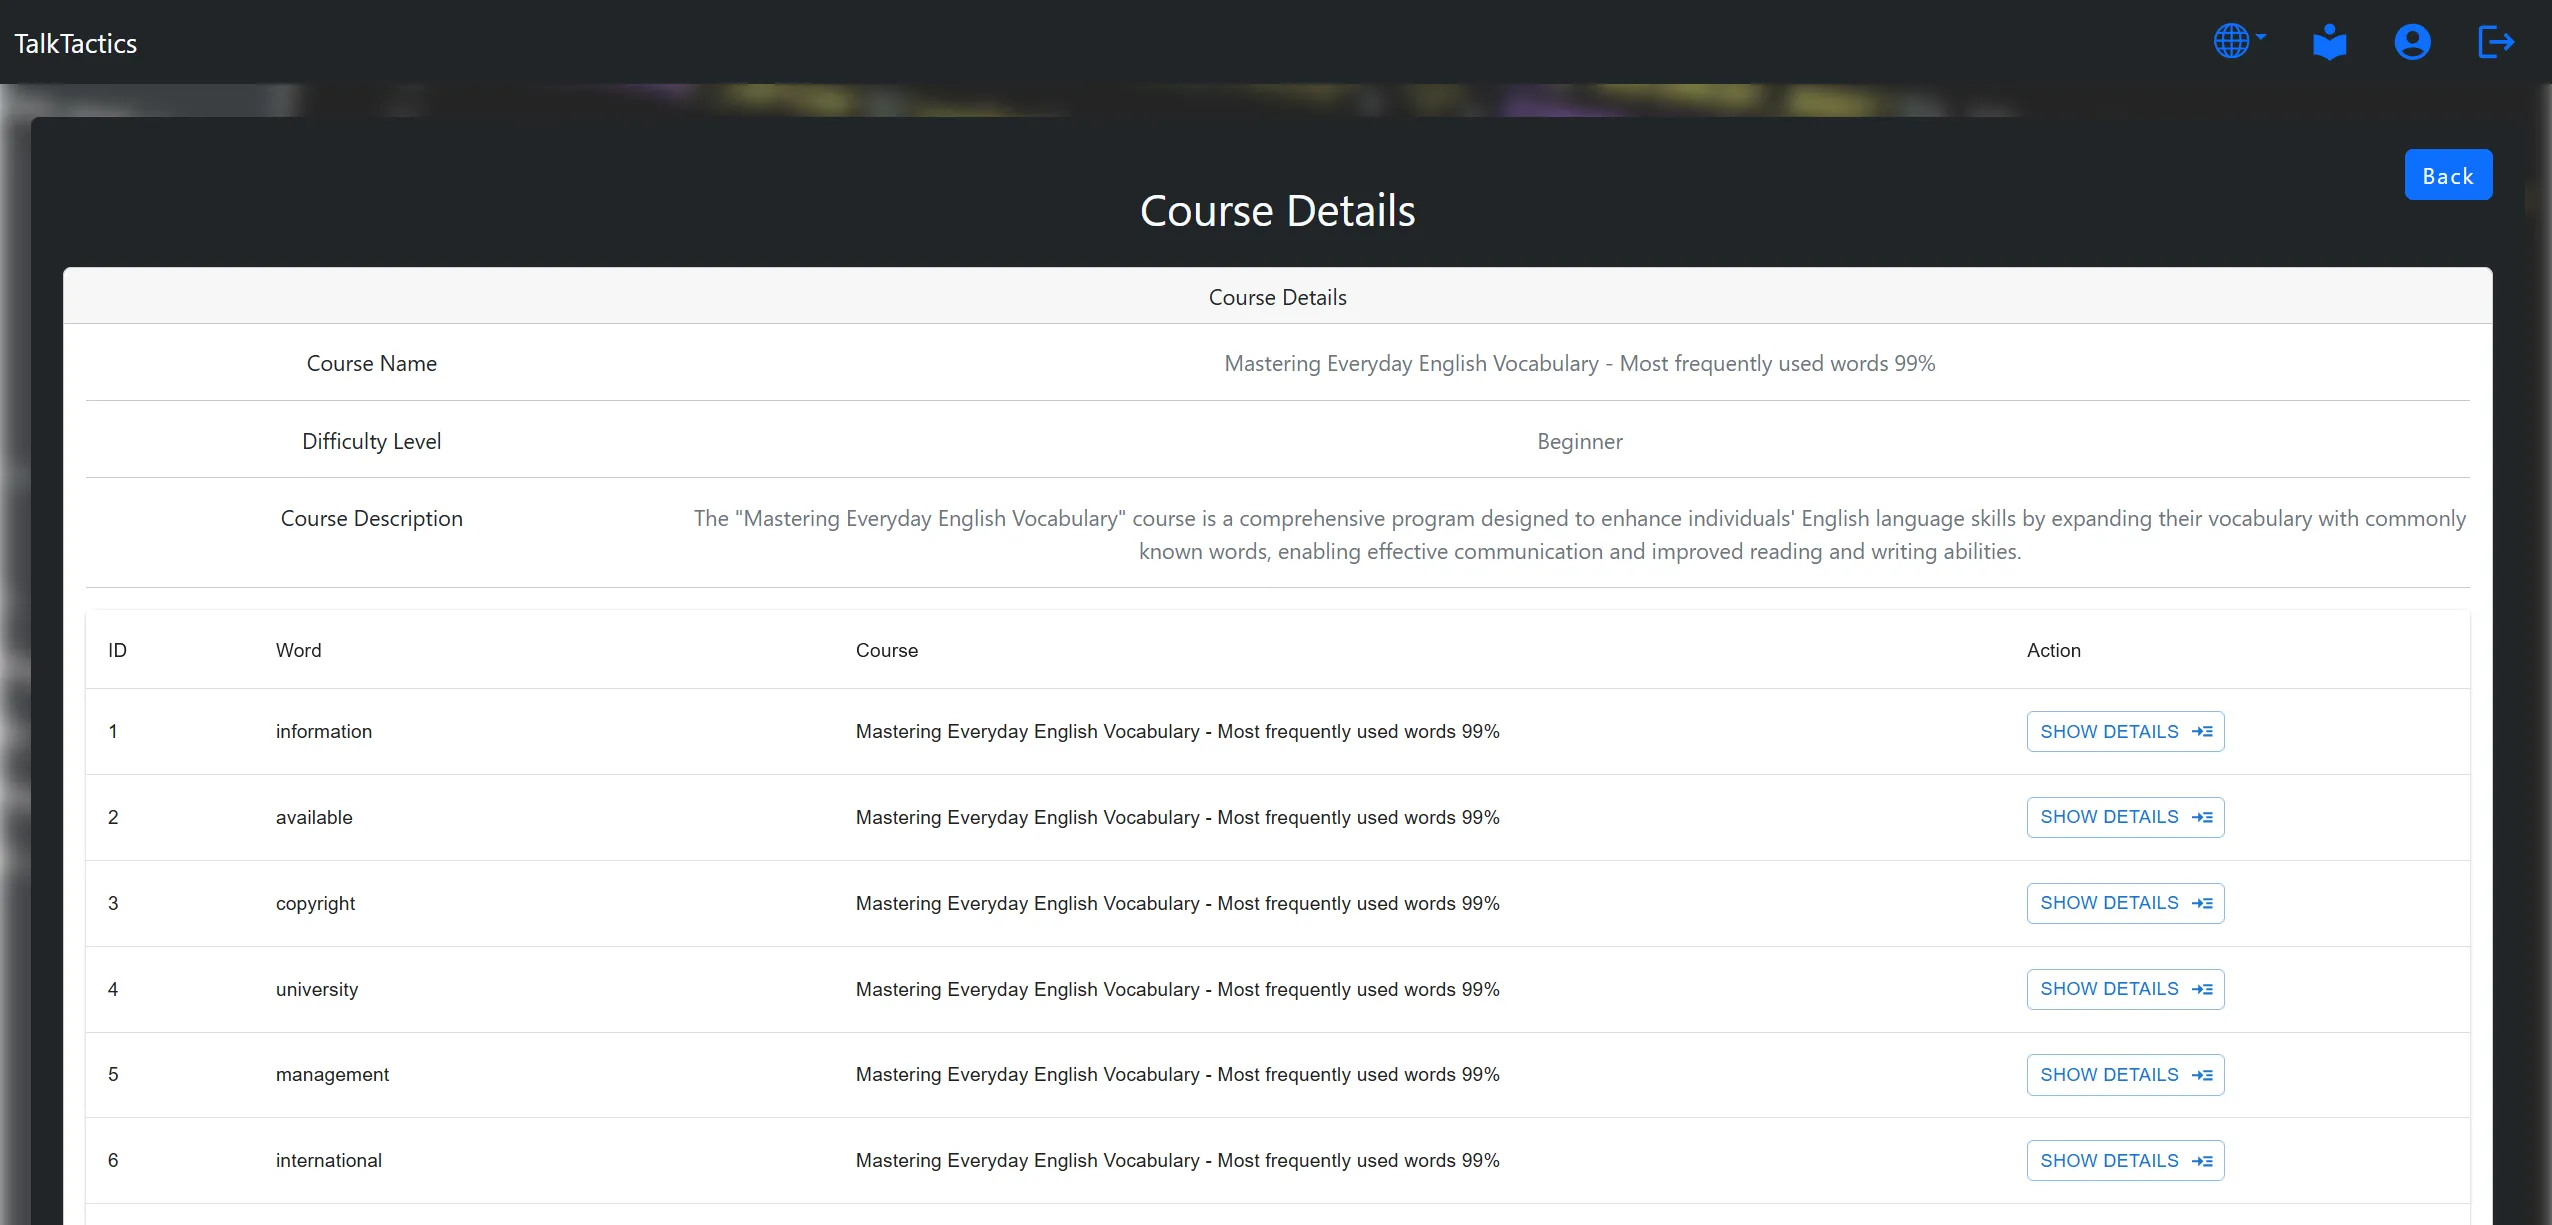 TalkTactics
Back
Course Details
Course Details
Course Name
Mastering Everyday English Vocabulary - Most frequently used words 99%
Difficulty Level
Beginner
Course Description
The "Mastering Everyday English Vocabulary" course is a comprehensive program designed to enhance individuals' English language skills by expanding their vocabulary with commonly
known words, enabling effective communication and improved reading and writing abilities.
ID Word Course Action
1 information Mastering Everyday English Vocabulary - Most frequently used words 99% SHOW DETAILS
2 available Mastering Everyday English Vocabulary - Most frequently used words 99% SHOW DETAILS
3 copyright Mastering Everyday English Vocabulary - Most frequently used words 99% SHOW DETAILS
4 university Mastering Everyday English Vocabulary - Most frequently used words 99% SHOW DETAILS
5 management Mastering Everyday English Vocabulary - Most frequently used words 99% SHOW DETAILS
6 international Mastering Everyday English Vocabulary - Most frequently used words 99% SHOW DETAILS